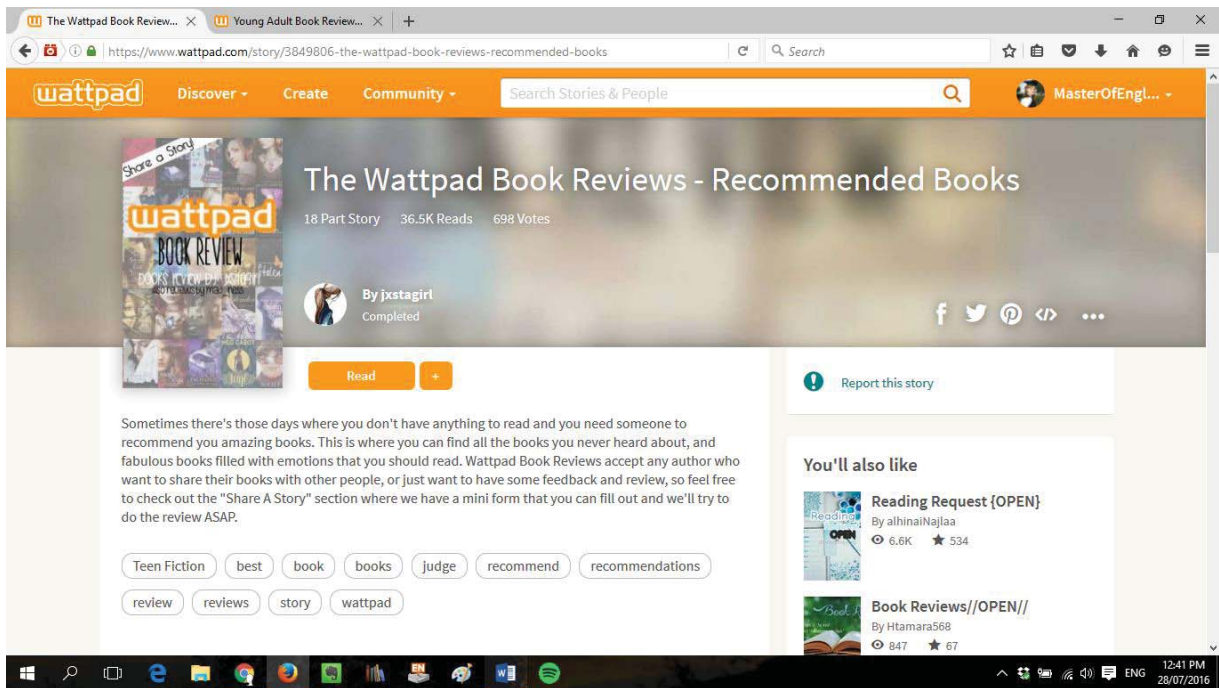 The Wattpad Book Review... ×
Young Adult Book Review... ×
https://www.wattpad.com/story/3849806-the-wattpad-book-reviews-recommended-books
Search
wattpad
Discover
Create
Community
Search Stories & People
MasterOfEngl...
Share a Story
wattpad
BOOK REVIEW
The Wattpad Book Reviews - Recommended Books
18 Part Story 36.5K Reads 698 Votes
By jxstagirl
Completed
Read +
Report this story
Sometimes there's those days where you don't have anything to read and you need someone to
recommend you amazing books. This is where you can find all the books you never heard about, and
fabulous books filled with emotions that you should read. Wattpad Book Reviews accept any author who
want to share their books with other people, or just want to have some feedback and review, so feel free
to check out the "Share A Story" section where we have a mini form that you can fill out and we'll try to
do the review ASAP.
Teen Fiction best book books judge recommend recommendations
review reviews story wattpad
You'll also like
Reading
OPEN
Reading Request {OPEN}
By alhinaiNajlaa
6.6K 534
Book Reviews//OPEN//
By Htamara568
847 67
EN
ENG
12:41 PM
28/07/2016